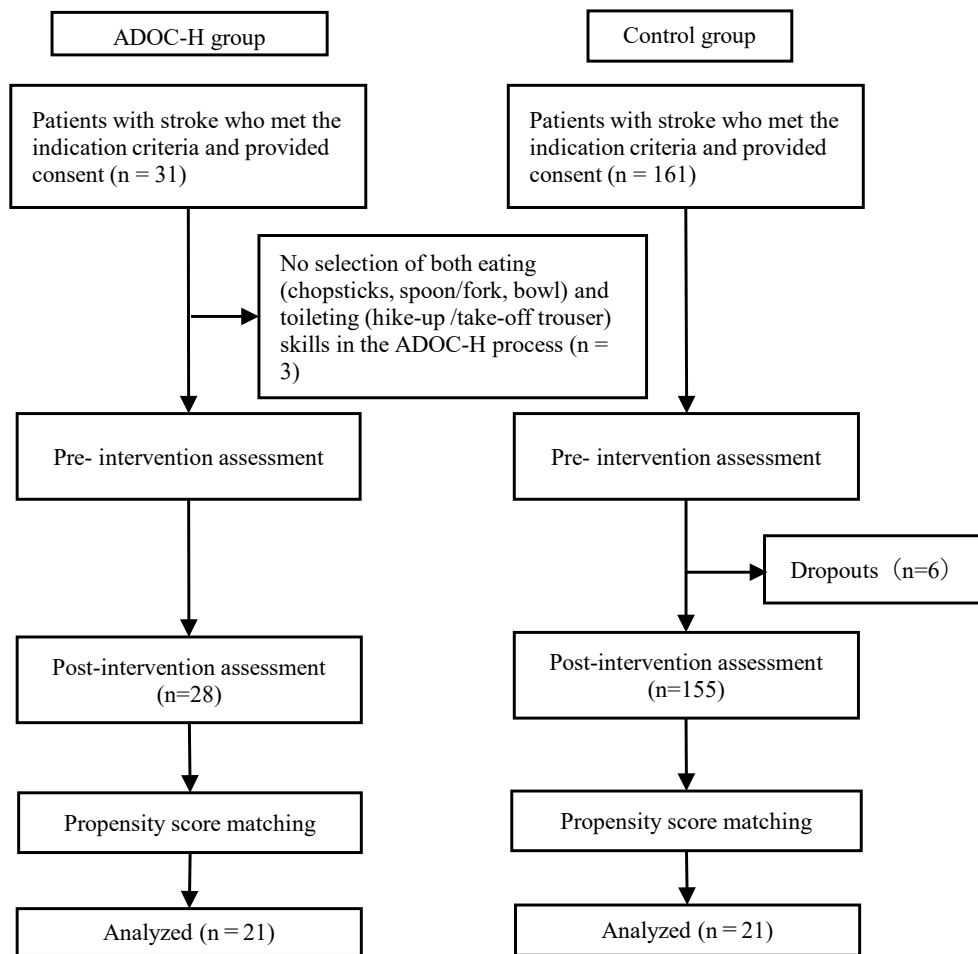 ADOC-H group
Control group
Patients with stroke who met the
indication criteria and provided
consent (n = 31)
Patients with stroke who met the
indication criteria and provided
consent (n = 161)
No selection of both eating
(chopsticks, spoon/fork, bowl) and
toileting (hike-up /take-off trouser)
skills in the ADOC-H process (n =
3)
Pre- intervention assessment
Pre- intervention assessment
Dropouts（n=6）
Post-intervention assessment
(n=28)
Post-intervention assessment
(n=155)
Propensity score matching
Propensity score matching
Analyzed (n = 21)
Analyzed (n = 21)